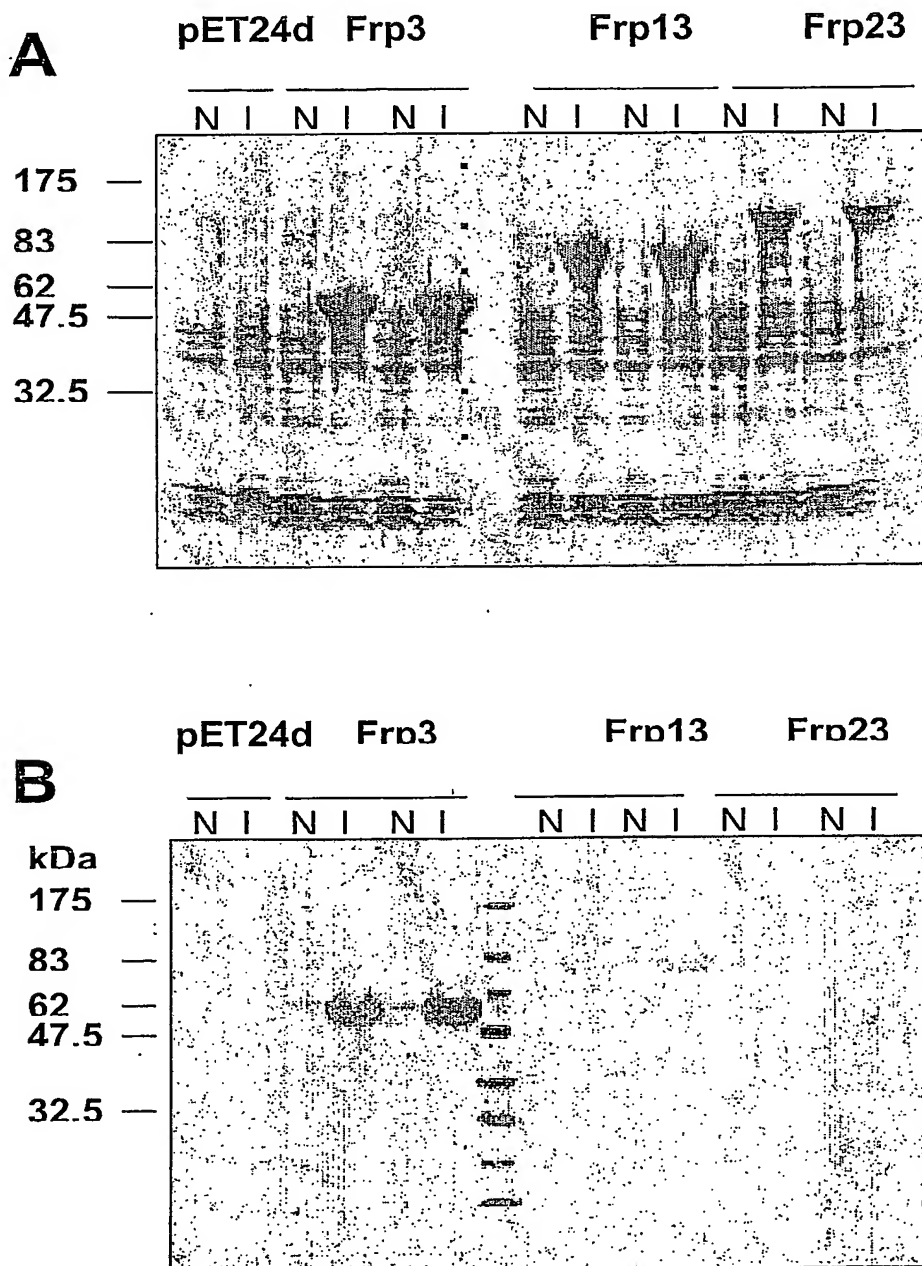 pET24d Frp3 Frp13 Frp23
A
N I N I N I N I N I N I N I
175
83
62
47.5
32.5
pET24d Frp3 Frp13 Frp23
B
N I N I N I N I N I N I N I
kDa
175
83
62
47.5
32.5